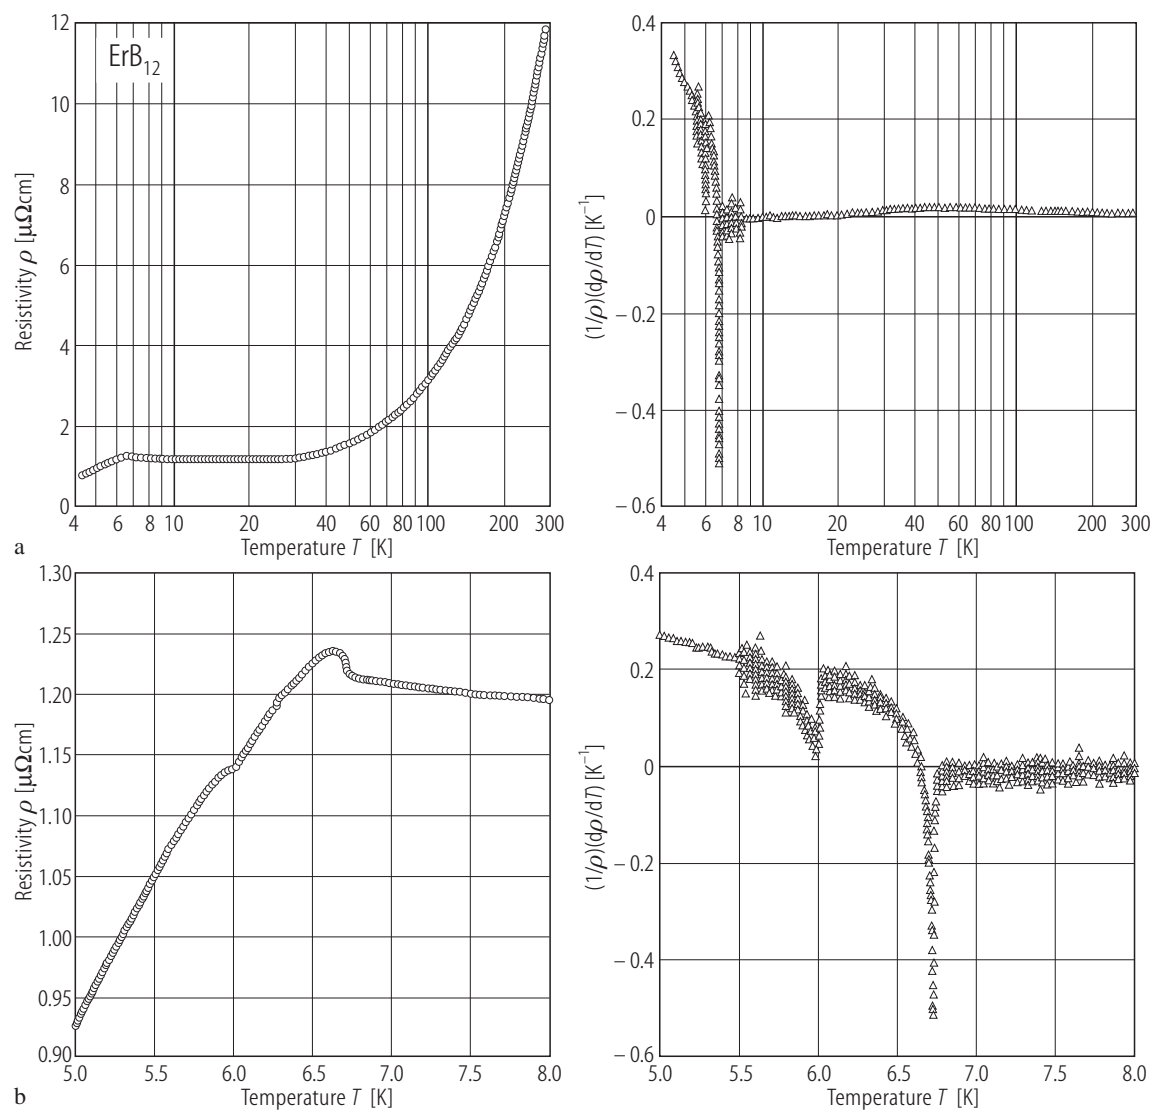 12
10
8
6
4
2
0
Resistivity ρ [μΩcm]
ErB12
4 6 8 10 20 40 60 80 100 200 300
Temperature T [K]
a
0.4
0.2
0
– 0.2
– 0.4
– 0.6
(1/ρ)(dρ/dT) [K⁻¹]
4 6 8 10 20 40 60 80 100 200 300
Temperature T [K]
1.30
1.25
1.20
1.15
1.10
1.05
1.00
0.95
0.90
Resistivity ρ [μΩcm]
5.0 5.5 6.0 6.5 7.0 7.5 8.0
Temperature T [K]
b
0.4
0.2
0
– 0.2
– 0.4
– 0.6
(1/ρ)(dρ/dT) [K⁻¹]
5.0 5.5 6.0 6.5 7.0 7.5 8.0
Temperature T [K]